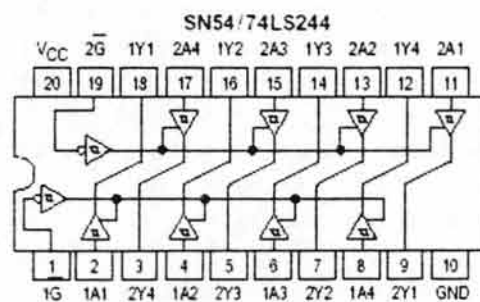 SN54/74LS244
VCC 2G 1Y1 2A4 1Y2 2A3 1Y3 2A2 1Y4 2A1
20 19 18 17 16 15 14 13 12 11
1 2 3 4 5 6 7 8 9 10
1G 1A1 2Y4 1A2 2Y3 1A3 2Y2 1A4 2Y1 GND